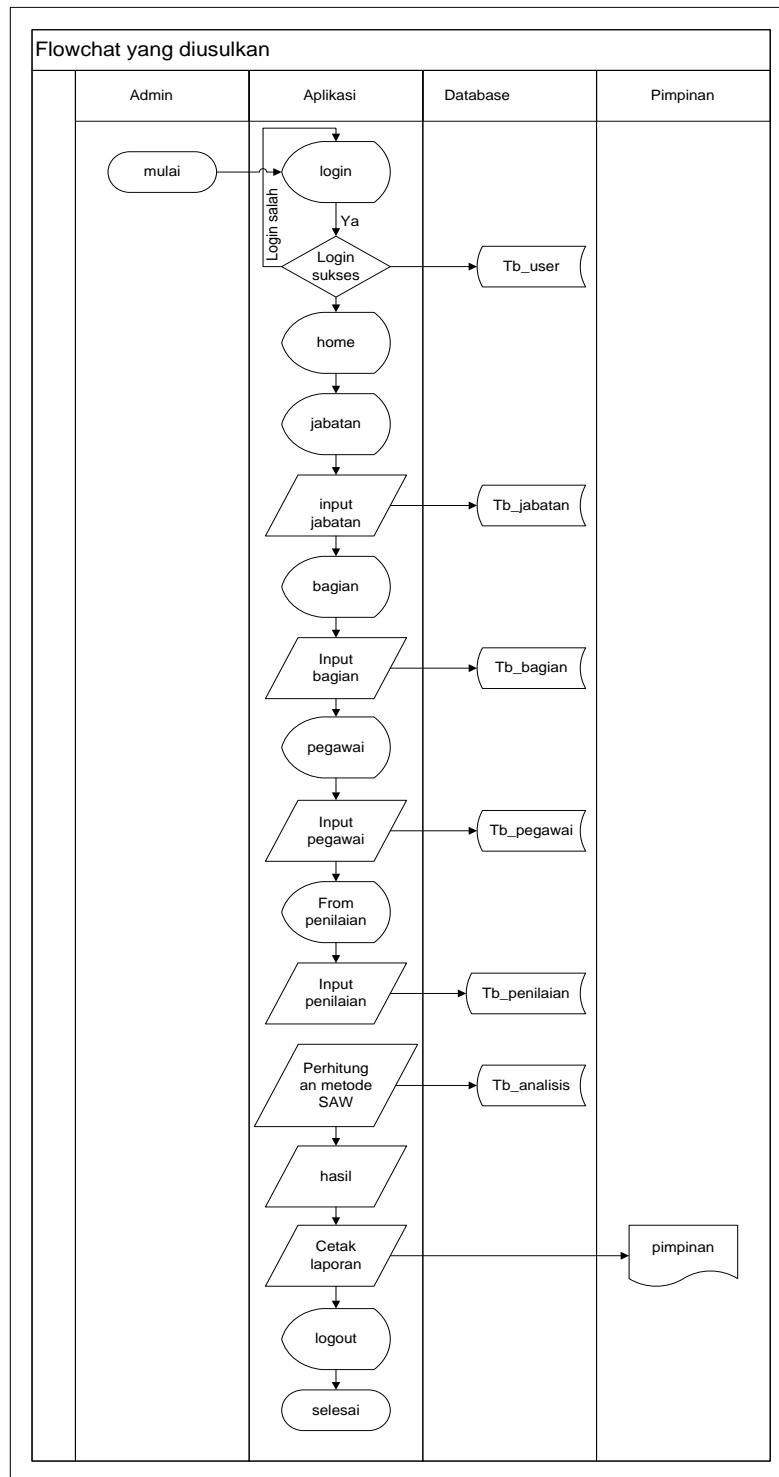 Flowchat yang diusulkan
Admin
Aplikasi
Database
Pimpinan
mulai
login
Login salah
Ya
Login
sukses
Tb_user
home
jabatan
input
jabatan
Tb_jabatan
bagian
Input
bagian
Tb_bagian
pegawai
Input
pegawai
Tb_pegawai
From
penilaian
Input
penilaian
Tb_penilaian
Perhitung
an metode
SAW
Tb_analisis
hasil
Cetak
laporan
pimpinan
logout
selesai